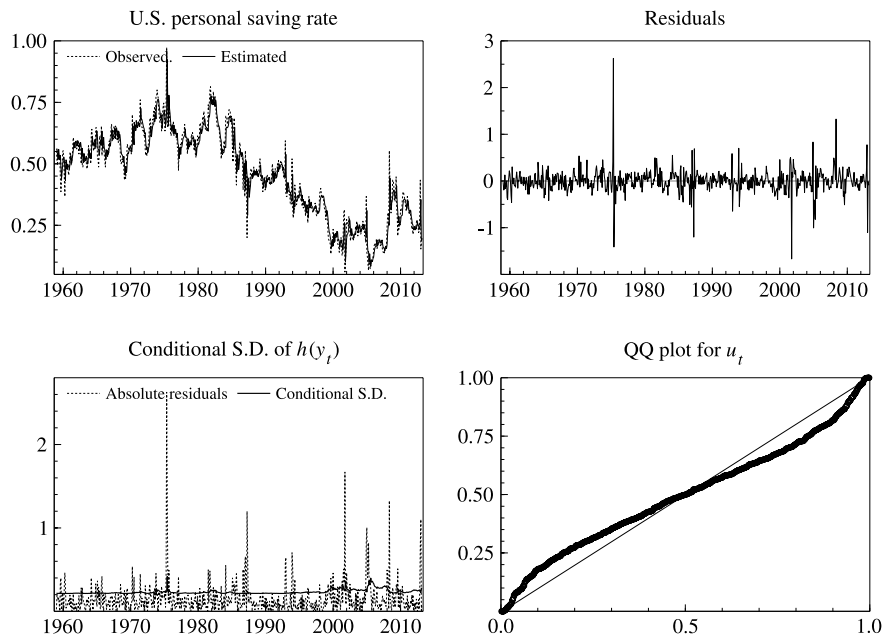 U.S. personal saving rate
1.00
Observed.
Estimated
0.75
0.50
0.25
1960 1970 1980 1990 2000 2010
Residuals
3
2
1
0
-1
1960 1970 1980 1990 2000 2010
Conditional S.D. of h(y_t)
Absolute residuals
Conditional S.D.
2
1
1960 1970 1980 1990 2000 2010
QQ plot for u_t
1.00
0.75
0.50
0.25
0.0 0.5 1.0